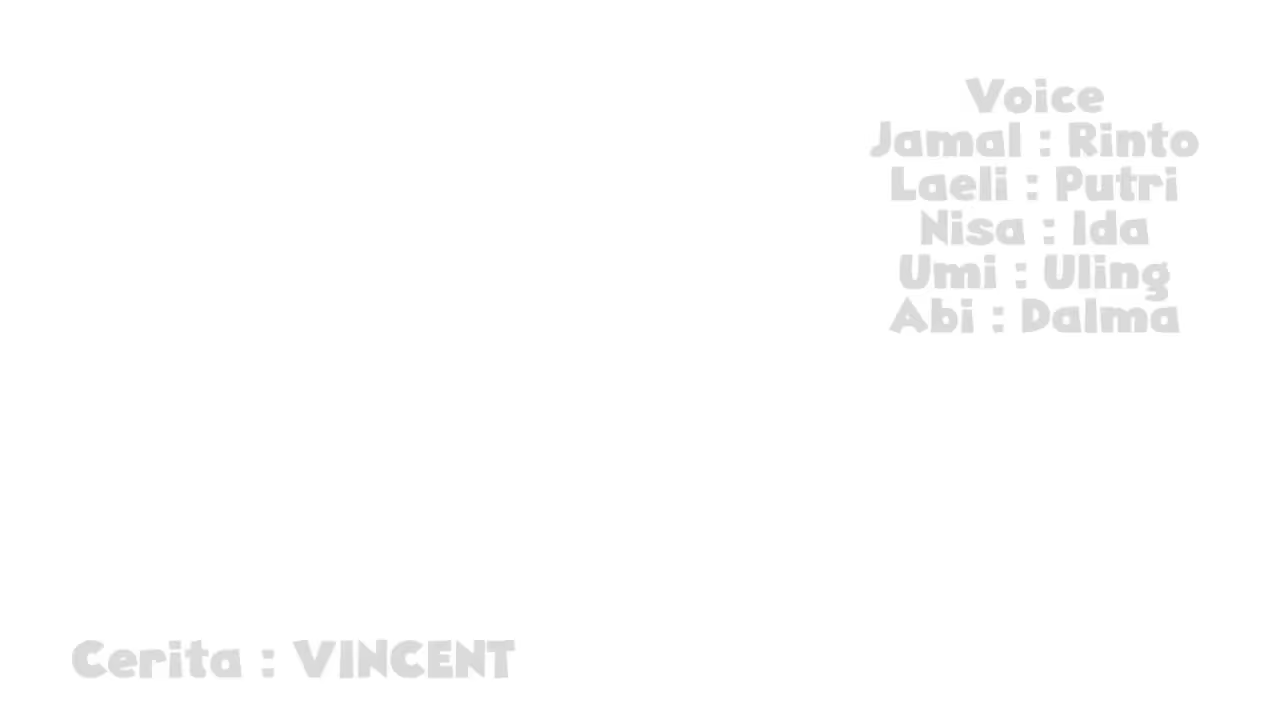 Voice
Jamal : Rinto
Laeli : Putri
Nisa : Ida
Umi : Uling
Abi : Dalma
Cerita : VINCENT